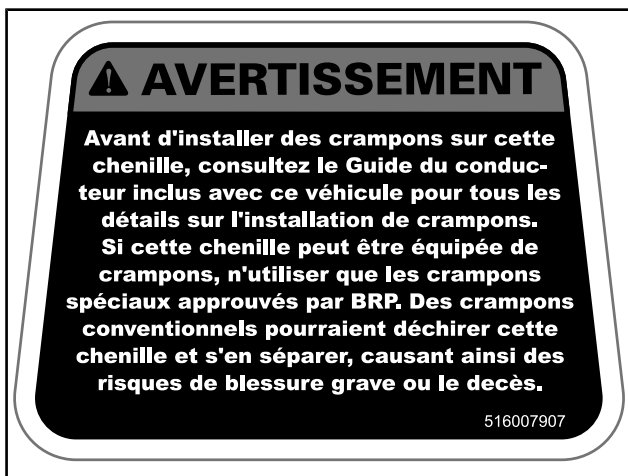 AVERTISSEMENT
Avant d'installer des crampons sur cette
chenille, consultez le Guide du conduc-
teur inclus avec ce véhicule pour tous les
détails sur l'installation de crampons.
Si cette chenille peut être équipée de
crampons, n'utiliser que les crampons
spéciaux approuvés par BRP. Des crampons
conventionnels pourraient déchirer cette
chenille et s'en séparer, causant ainsi des
risques de blessure grave ou le decès.
516007907